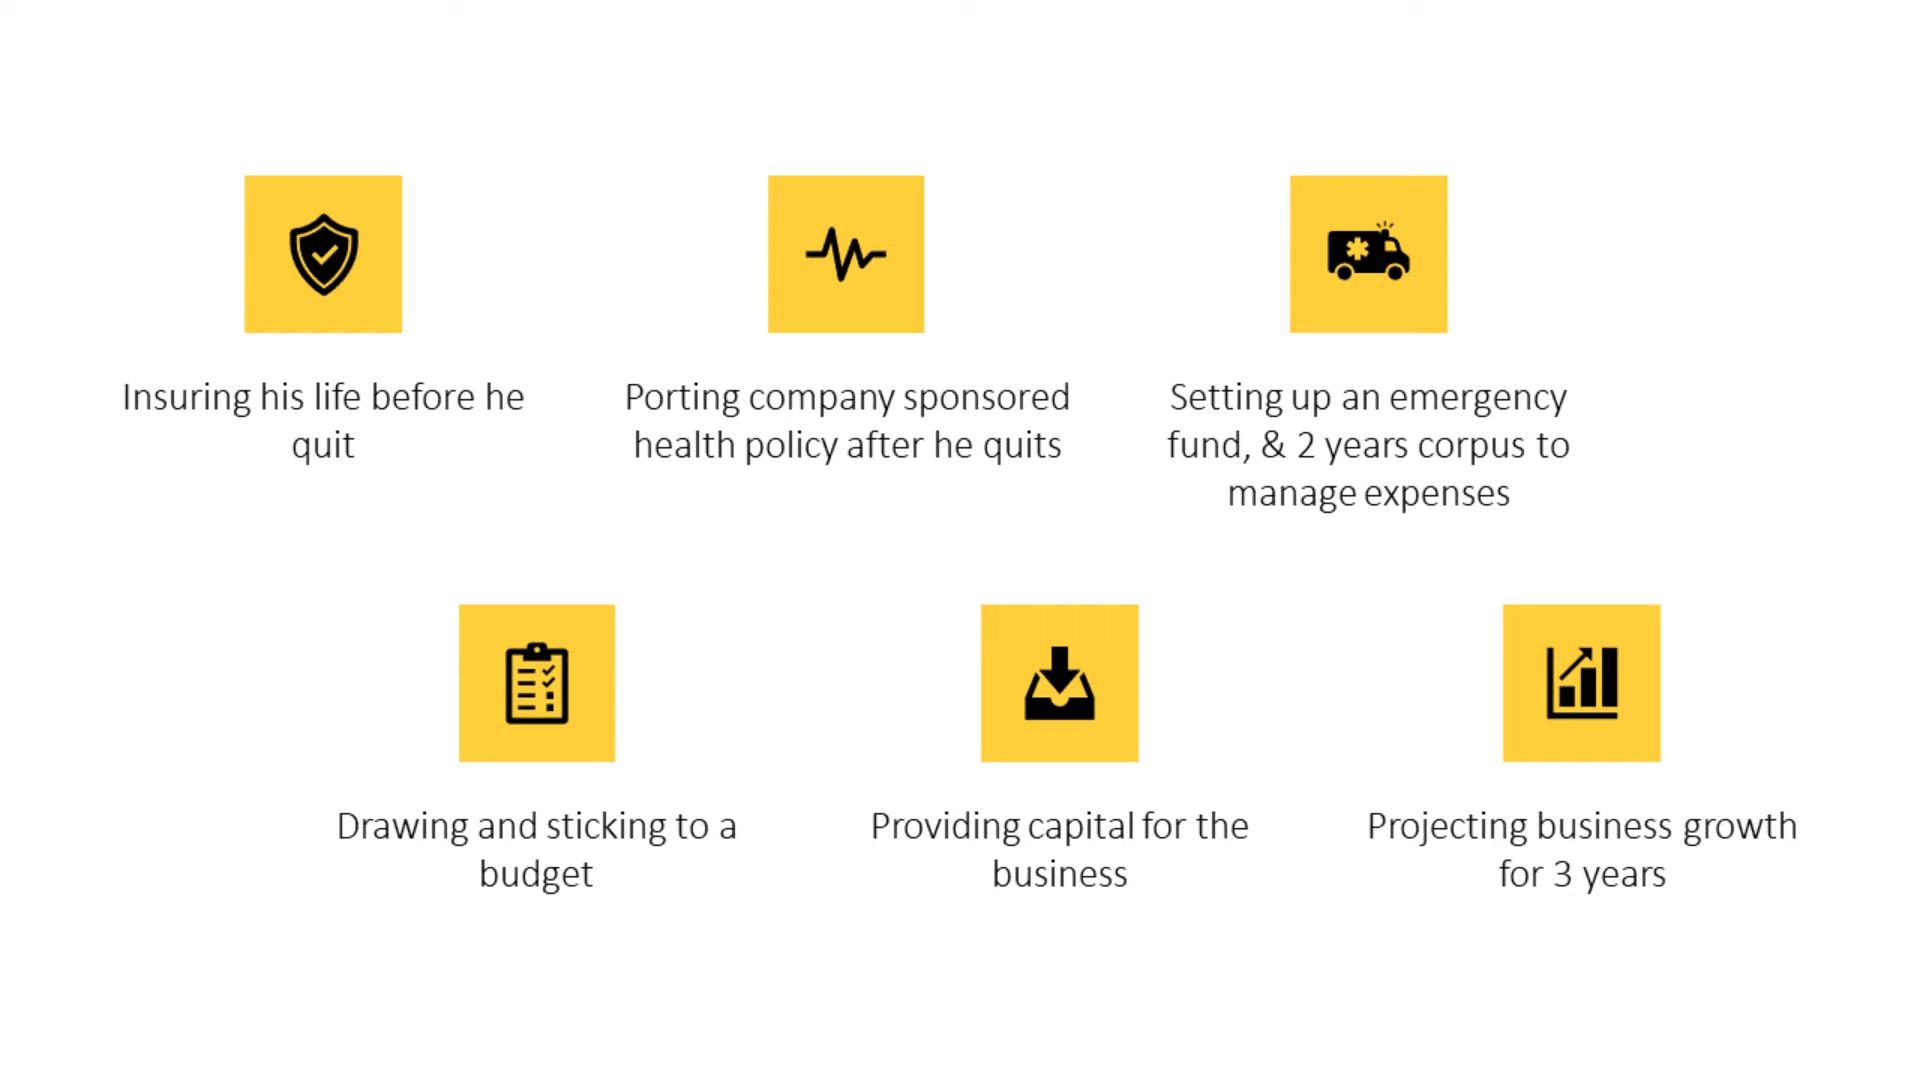 Insuring his life before he
quit
Porting company sponsored
health policy after he quits
Setting up an emergency
fund, & 2 years corpus to
manage expenses
Drawing and sticking to a
budget
Providing capital for the
business
Projecting business growth
for 3 years